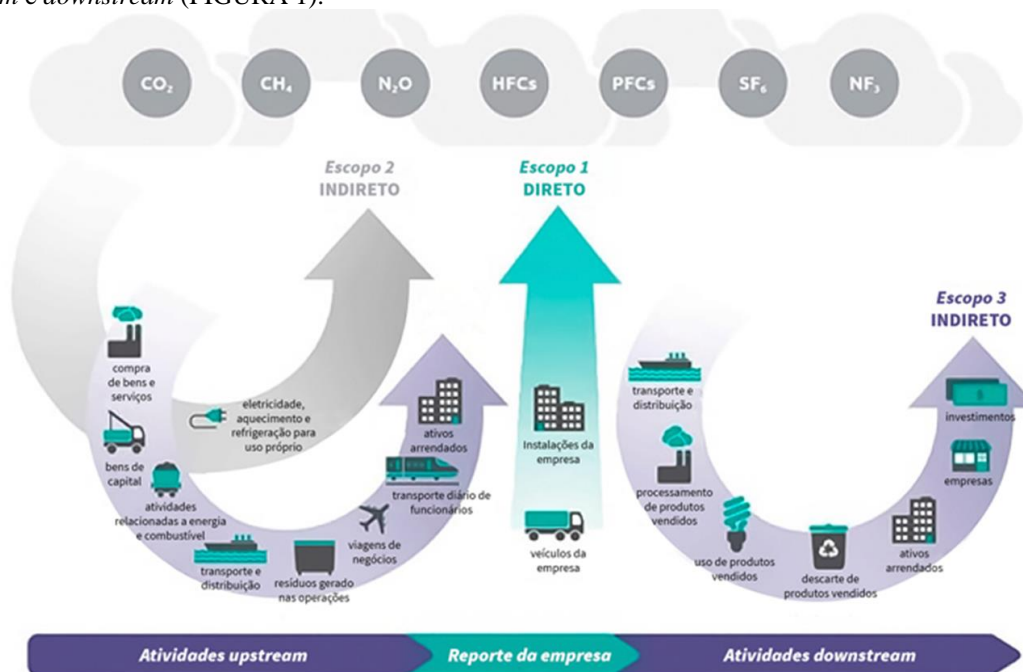 m e downstream (FIGURA 1).
CO₂ CH₄ N₂O HFCs PFCs SF₆ NF₃
Escopo 2
INDIRETO
Escopo 1
DIRETO
Escopo 3
INDIRETO
compra
de bens e
serviços
bens de
capital
atividades
relacionadas a energia
e combustível
transporte e
distribuição
resíduos gerado
nas operações
viagens de
negócios
transporte diário de
funcionários
ativos
arrendados
eletricidade,
aquecimento e
refrigeração para
uso próprio
Instalações da
empresa
veículos da
empresa
transporte e
distribuição
processamento
de produtos
vendidos
uso de produtos
vendidos
descarte de
produtos vendidos
ativos
arrendados
empresas
investimentos
Atividades upstream
Reporte da empresa
Atividades downstream